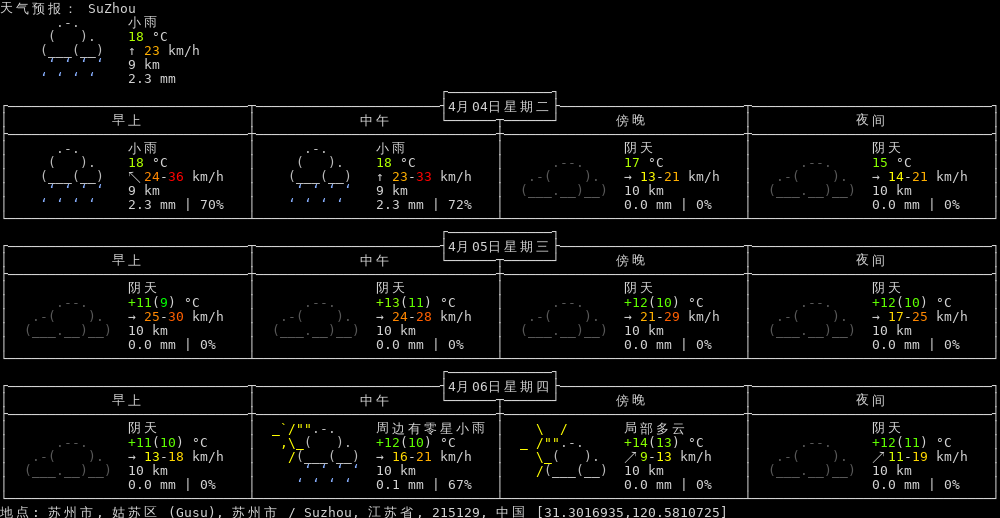 天气预报： SuZhou
小雨
18 °C
↑ 23 km/h
9 km
2.3 mm
4月04日星期二
早上 中午 傍晚 夜间
小雨 小雨 阴天 阴天
18 °C 18 °C 17 °C 15 °C
↖ 24-36 km/h ↑ 23-33 km/h → 13-21 km/h → 14-21 km/h
9 km 9 km 10 km 10 km
2.3 mm | 70% 2.3 mm | 72% 0.0 mm | 0% 0.0 mm | 0%
4月05日星期三
早上 中午 傍晚 夜间
阴天 阴天 阴天 阴天
+11(9) °C +13(11) °C +12(10) °C +12(10) °C
→ 25-30 km/h → 24-28 km/h → 21-29 km/h → 17-25 km/h
10 km 10 km 10 km 10 km
0.0 mm | 0% 0.0 mm | 0% 0.0 mm | 0% 0.0 mm | 0%
4月06日星期四
早上 中午 傍晚 夜间
阴天 周边有零星小雨 局部多云 阴天
+11(10) °C +12(10) °C +14(13) °C +12(11) °C
→ 13-18 km/h → 16-21 km/h ↗ 9-13 km/h ↗ 11-19 km/h
10 km 10 km 10 km 10 km
0.0 mm | 0% 0.1 mm | 67% 0.0 mm | 0% 0.0 mm | 0%
地点: 苏州市, 姑苏区 (Gusu), 苏州市 / Suzhou, 江苏省, 215129, 中国 [31.3016935,120.5810725]